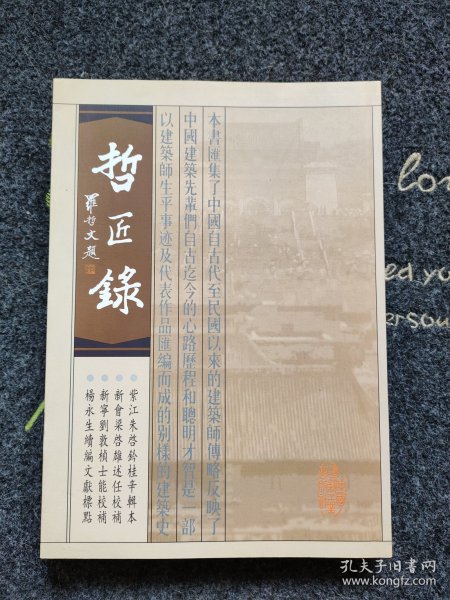 哲匠錄
羅哲文題
本書匯集了中國自古代至民國以來的建築師傳略反映了
中國建築先輩們自古迄今的心路歷程和聰明才智是一部
以建築師生平事迹及代表作品匯編而成的别樣的建築史
紫江朱啓鈐桂辛輯本
新會梁啓雄述任校補
新寧劉敦楨士能校補
楊永生續編文獻標點
ed you
ersou
孔夫子旧书网
www.kongfz.com